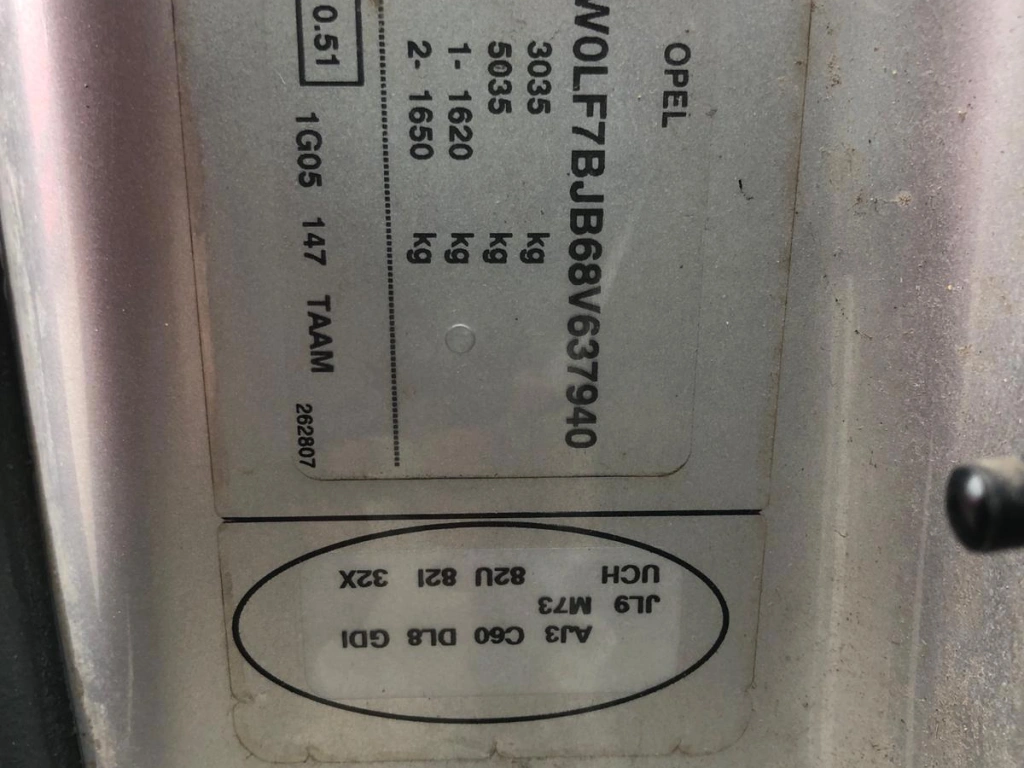 OPEL
W0LF7BJB68V637940
3035 kg
5035 kg
1- 1620 kg
2- 1650 kg
0.51 1G05 147 TAAM 262807
AJ3 C60 DL8 GDI
JL9 M73
UCH 82U 82I 32X